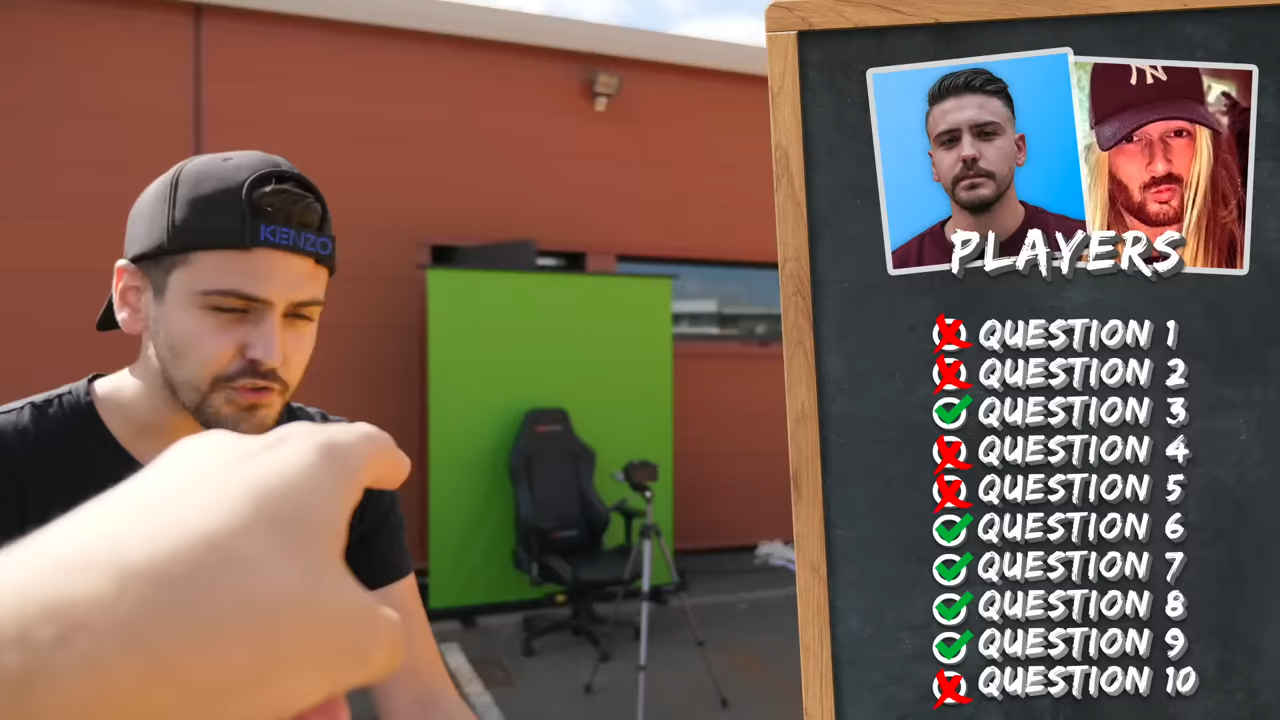 KENZO
NY
PLAYERS
QUESTION 1
QUESTION 2
QUESTION 3
QUESTION 4
QUESTION 5
QUESTION 6
QUESTION 7
QUESTION 8
QUESTION 9
QUESTION 10